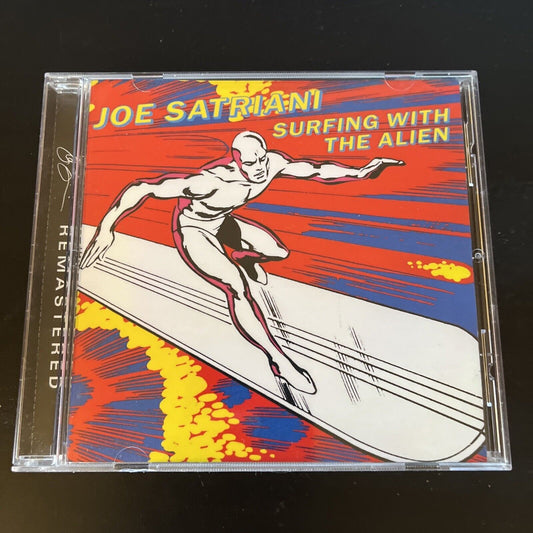 JOE SATRIANI
SURFING WITH
THE ALIEN
REMASTERED